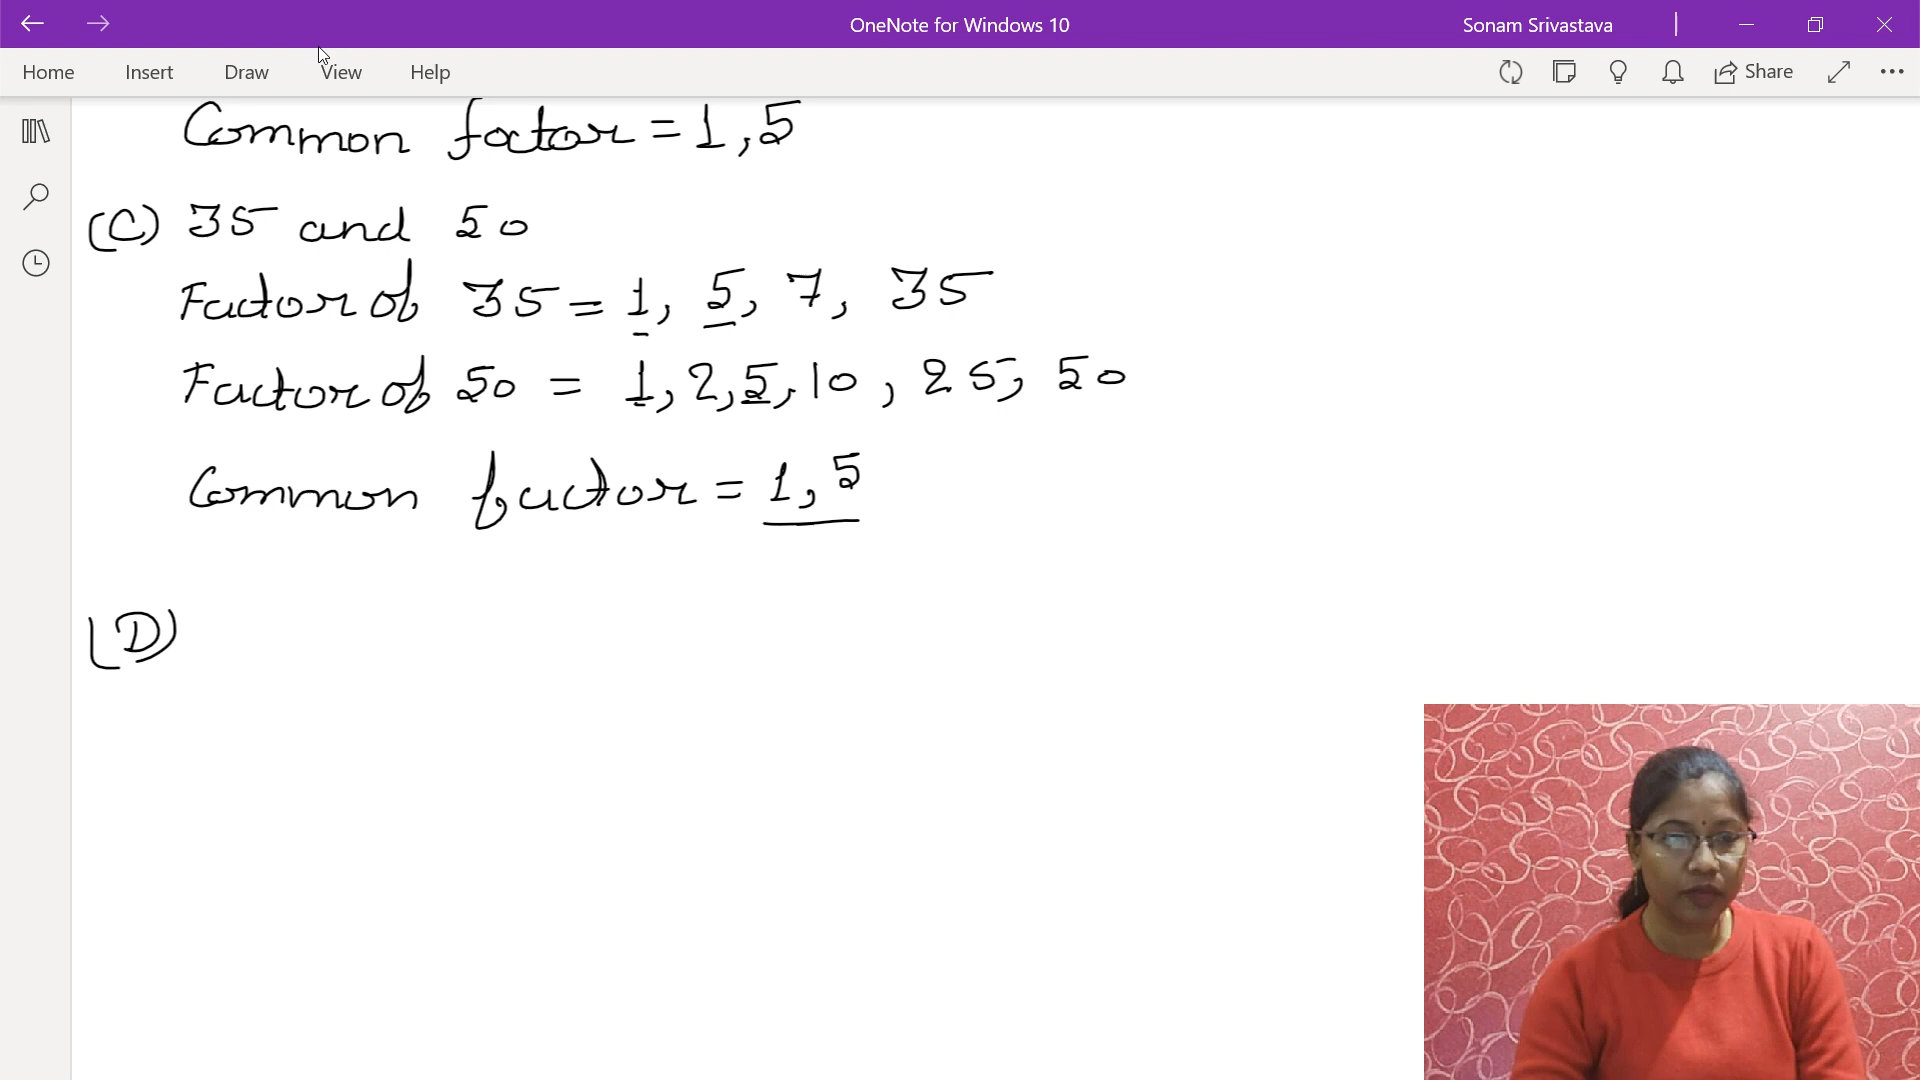 OneNote for Windows 10
Sonam Srivastava
Home Insert Draw View Help
Share
Common factor = 1, 5
(C) 35 and 50
Factor of 35 = 1, 5, 7, 35
Factor of 50 = 1, 2, 5, 10, 25, 50
Common factor = 1, 5
(D)